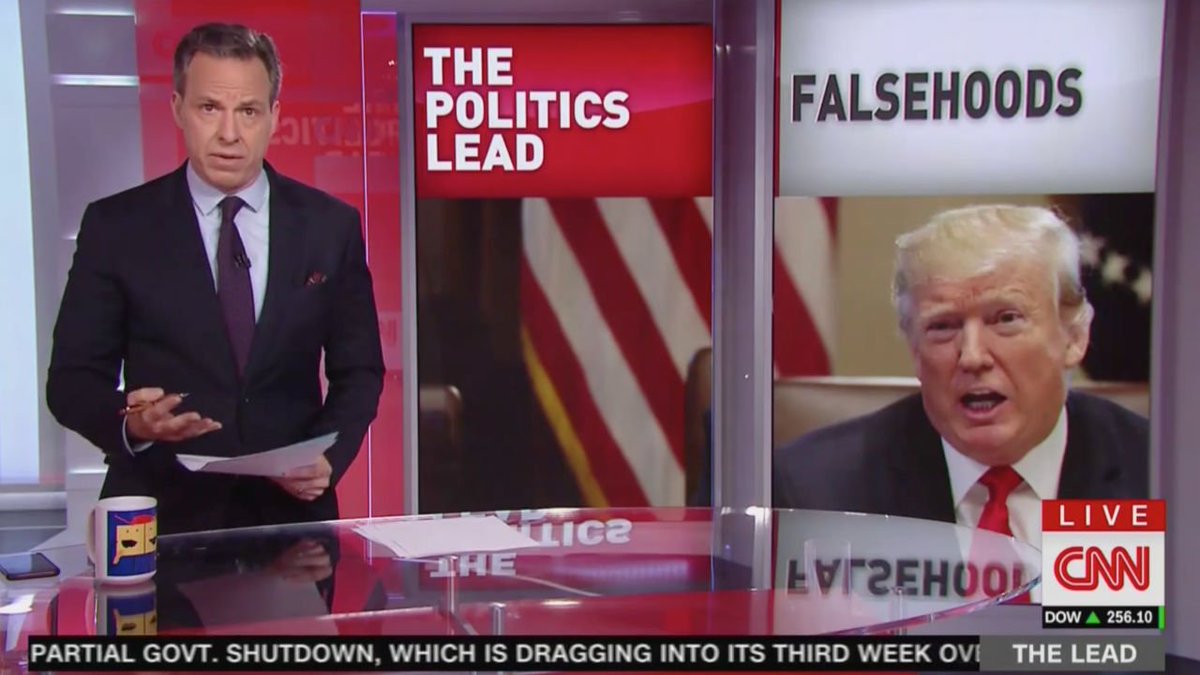 THE
POLITICS
LEAD
FALSEHOODS
LIVE
CNN
DOW ▲ 256.10
PARTIAL GOVT. SHUTDOWN, WHICH IS DRAGGING INTO ITS THIRD WEEK
THE LEAD